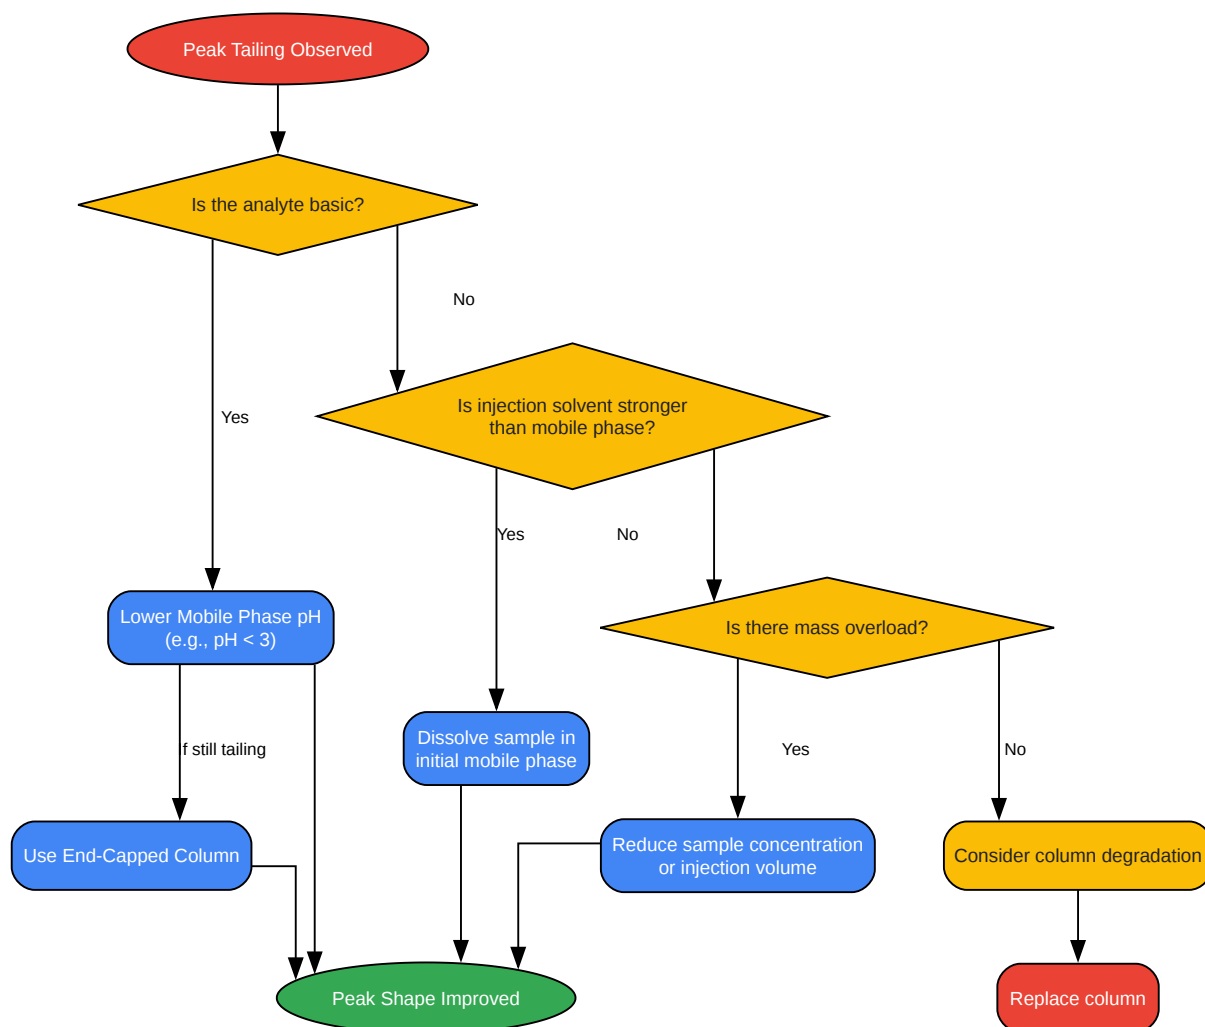 Peak Tailing Observed
Is the analyte basic?
No
Is injection solvent stronger
than mobile phase?
Yes
Yes
No
Lower Mobile Phase pH
(e.g., pH < 3)
Is there mass overload?
If still tailing
Dissolve sample in
initial mobile phase
Yes
No
Use End-Capped Column
Reduce sample concentration
or injection volume
Consider column degradation
Peak Shape Improved
Replace column